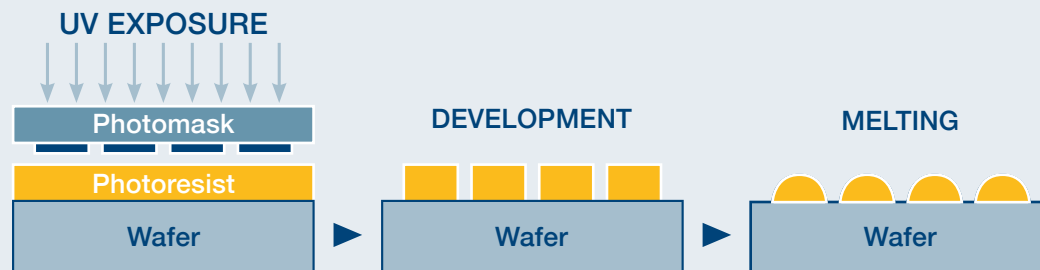 UV EXPOSURE
Photomask
Photoresist
Wafer
DEVELOPMENT
Wafer
MELTING
Wafer